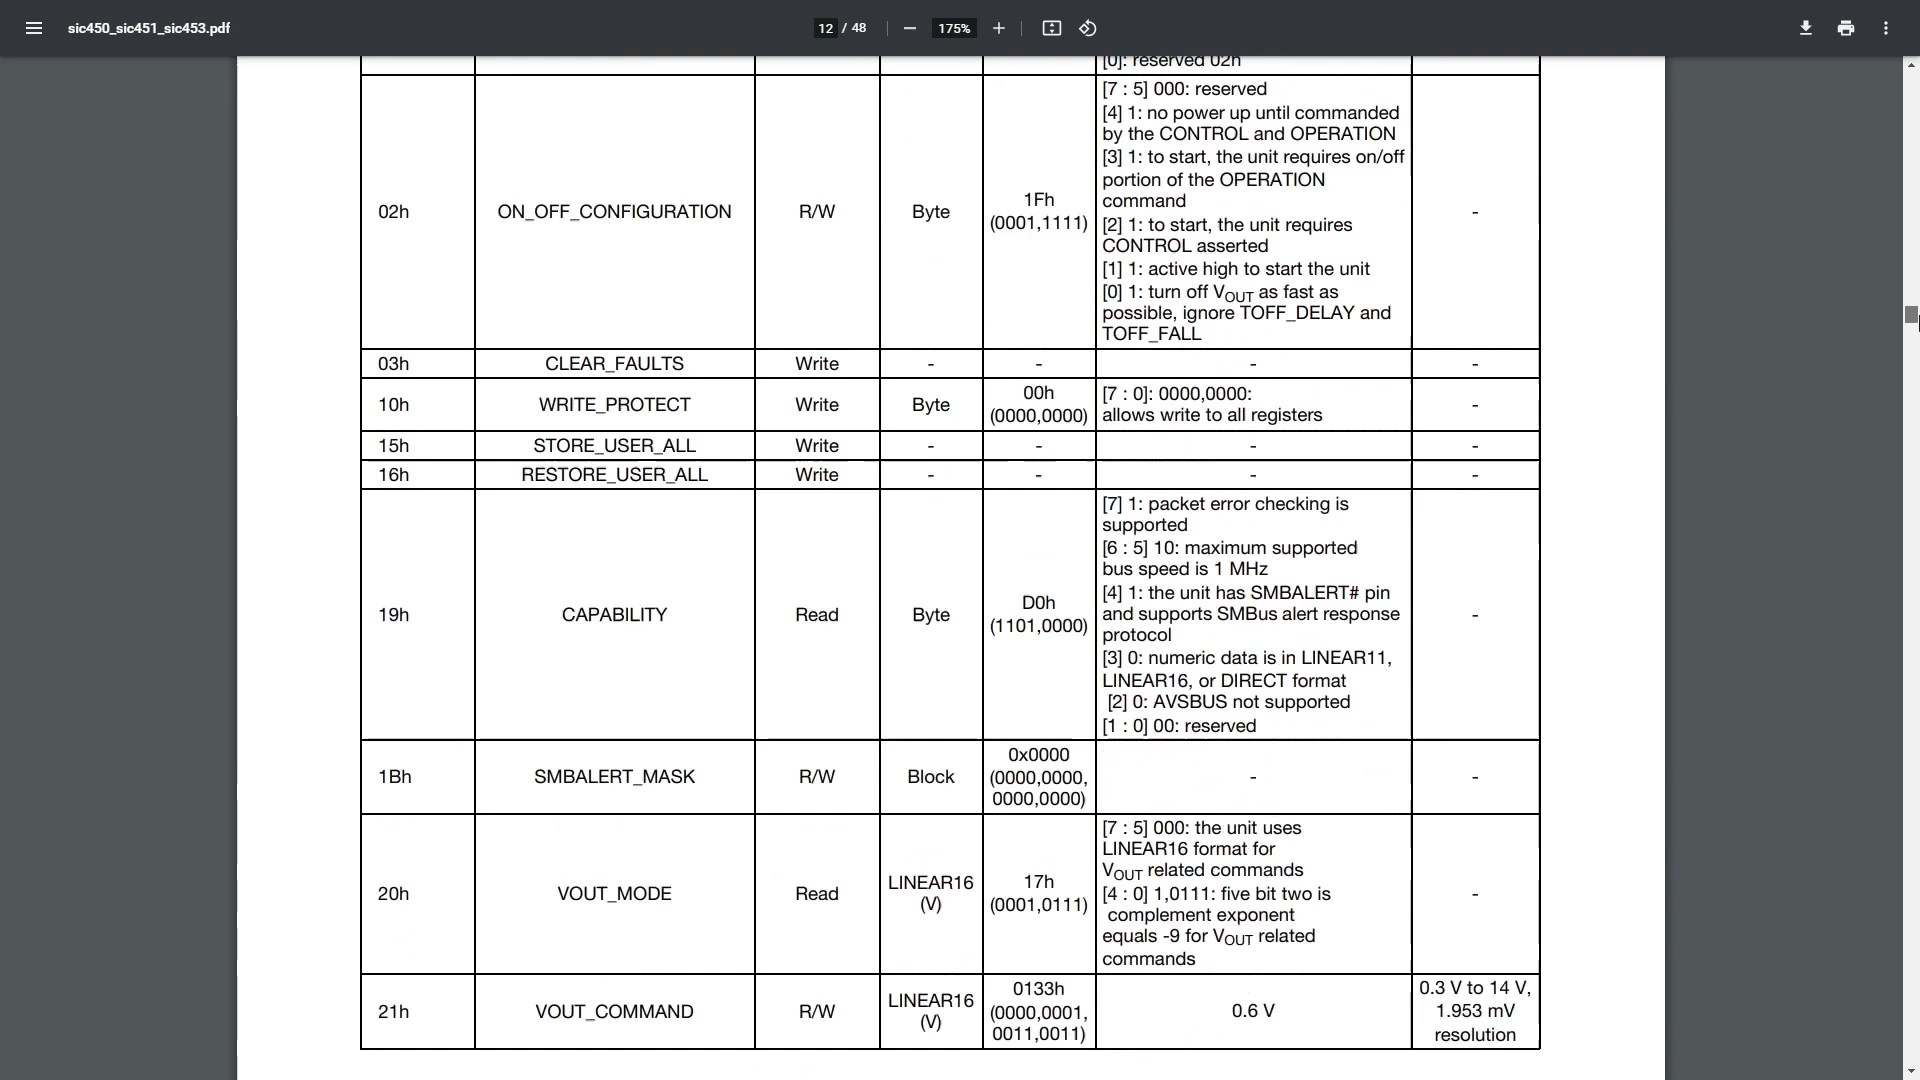 sic450_sic451_sic453.pdf
12 / 48
175%
[0]: reserved 02h
02h
ON_OFF_CONFIGURATION
R/W
Byte
1Fh
(0001,1111)
[7 : 5] 000: reserved
[4] 1: no power up until commanded
by the CONTROL and OPERATION
[3] 1: to start, the unit requires on/off
portion of the OPERATION
command
[2] 1: to start, the unit requires
CONTROL asserted
[1] 1: active high to start the unit
[0] 1: turn off VOUT as fast as
possible, ignore TOFF_DELAY and
TOFF_FALL
-
03h
CLEAR_FAULTS
Write
-
-
-
-
10h
WRITE_PROTECT
Write
Byte
00h
(0000,0000)
[7 : 0]: 0000,0000:
allows write to all registers
-
15h
STORE_USER_ALL
Write
-
-
-
-
16h
RESTORE_USER_ALL
Write
-
-
-
-
19h
CAPABILITY
Read
Byte
D0h
(1101,0000)
[7] 1: packet error checking is
supported
[6 : 5] 10: maximum supported
bus speed is 1 MHz
[4] 1: the unit has SMBALERT# pin
and supports SMBus alert response
protocol
[3] 0: numeric data is in LINEAR11,
LINEAR16, or DIRECT format
[2] 0: AVSBUS not supported
[1 : 0] 00: reserved
-
1Bh
SMBALERT_MASK
R/W
Block
0x0000
(0000,0000,
0000,0000)
-
-
20h
VOUT_MODE
Read
LINEAR16
(V)
17h
(0001,0111)
[7 : 5] 000: the unit uses
LINEAR16 format for
VOUT related commands
[4 : 0] 1,0111: five bit two is
complement exponent
equals -9 for VOUT related
commands
-
21h
VOUT_COMMAND
R/W
LINEAR16
(V)
0133h
(0000,0001,
0011,0011)
0.6 V
0.3 V to 14 V,
1.953 mV
resolution